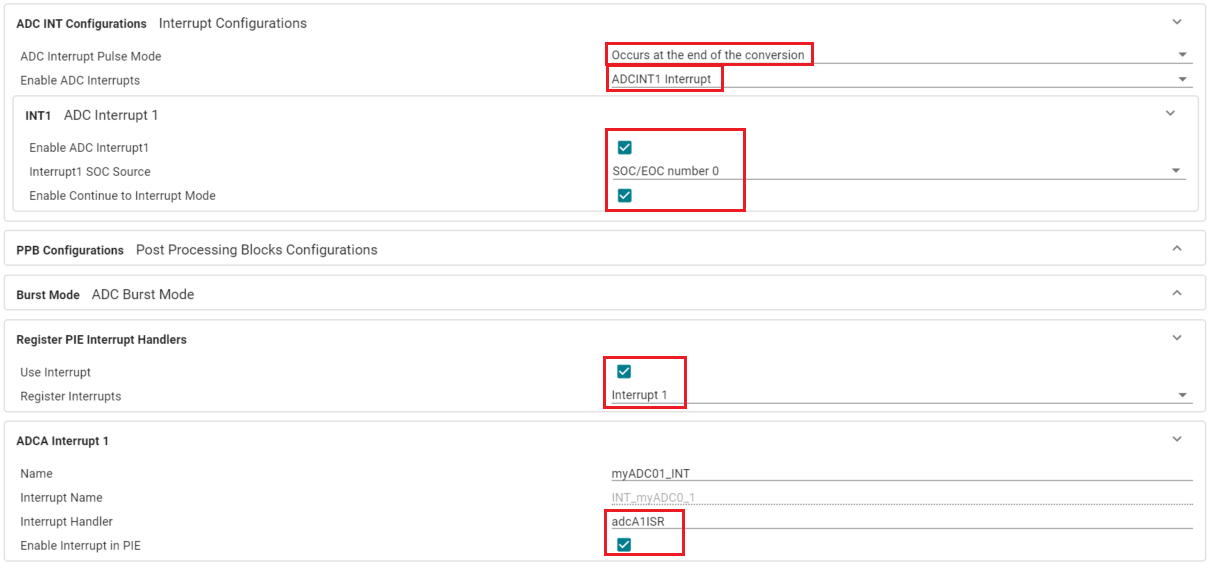 ADC INT Configurations Interrupt Configurations
ADC Interrupt Pulse Mode Occurs at the end of the conversion
Enable ADC Interrupts ADCINT1 Interrupt
INT1 ADC Interrupt 1
Enable ADC Interrupt1
Interrupt1 SOC Source SOC/EOC number 0
Enable Continue to Interrupt Mode
PPB Configurations Post Processing Blocks Configurations
Burst Mode ADC Burst Mode
Register PIE Interrupt Handlers
Use Interrupt
Register Interrupts Interrupt 1
ADCA Interrupt 1
Name myADC01_INT
Interrupt Name INT_myADC0_1
Interrupt Handler adcA1ISR
Enable Interrupt in PIE